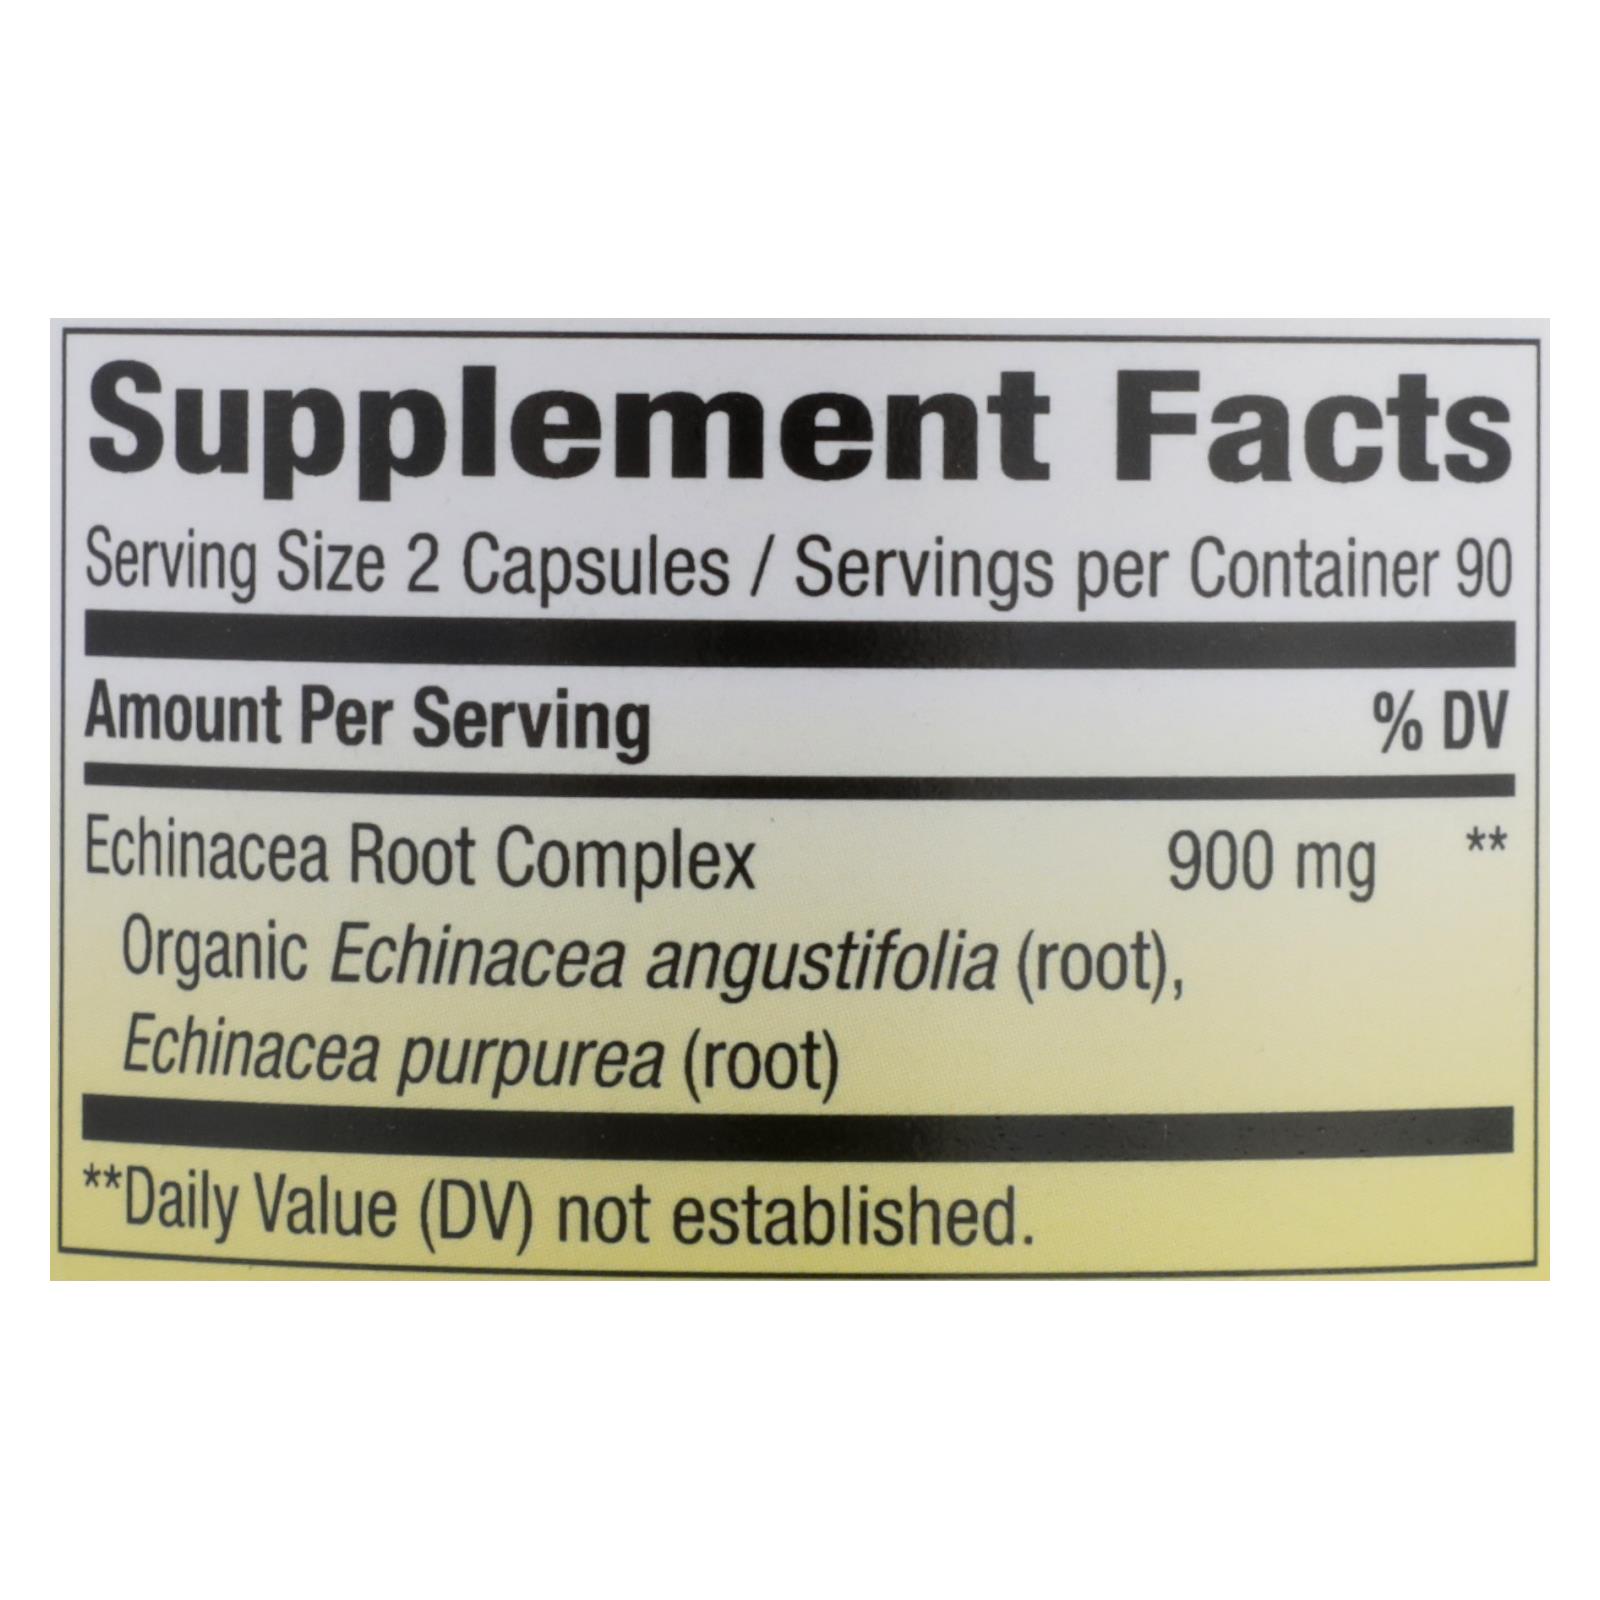 Supplement Facts
Serving Size 2 Capsules / Servings per Container 90
Amount Per Serving % DV
Echinacea Root Complex 900 mg **
Organic Echinacea angustifolia (root),
Echinacea purpurea (root)
**Daily Value (DV) not established.